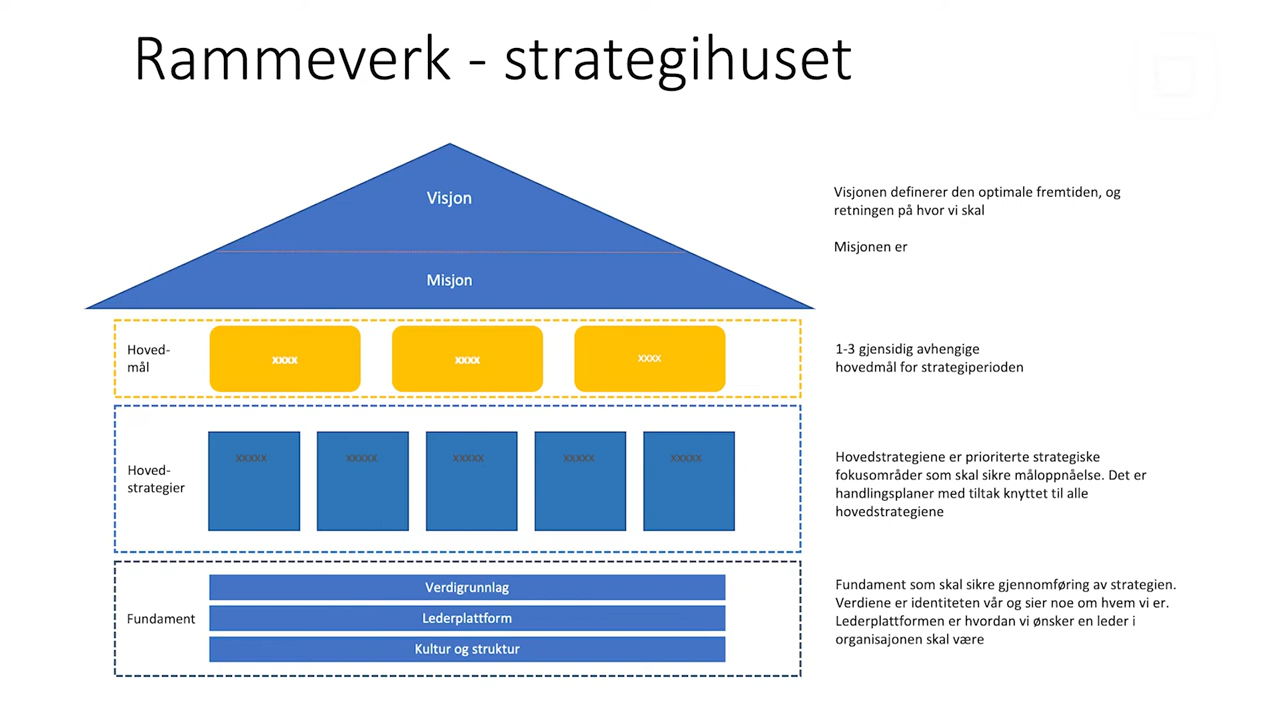 Rammeverk - strategihuset
Visjon
Misjon
Visjonen definerer den optimale fremtiden, og
retningen på hvor vi skal
Misjonen er
Hoved-
mål
xxxx
xxxx
xxxx
1-3 gjensidig avhengige
hovedmål for strategiperioden
Hoved-
strategier
xxxxx
xxxxx
xxxxx
xxxxx
xxxxx
Hovedstrategiene er prioriterte strategiske
fokusområder som skal sikre måloppnåelse. Det er
handlingsplaner med tiltak knyttet til alle
hovedstrategiene
Fundament
Verdigrunnlag
Lederplattform
Kultur og struktur
Fundament som skal sikre gjennomføring av strategien.
Verdiene er identiteten vår og sier noe om hvem vi er.
Lederplattformen er hvordan vi ønsker en leder i
organisajonen skal være